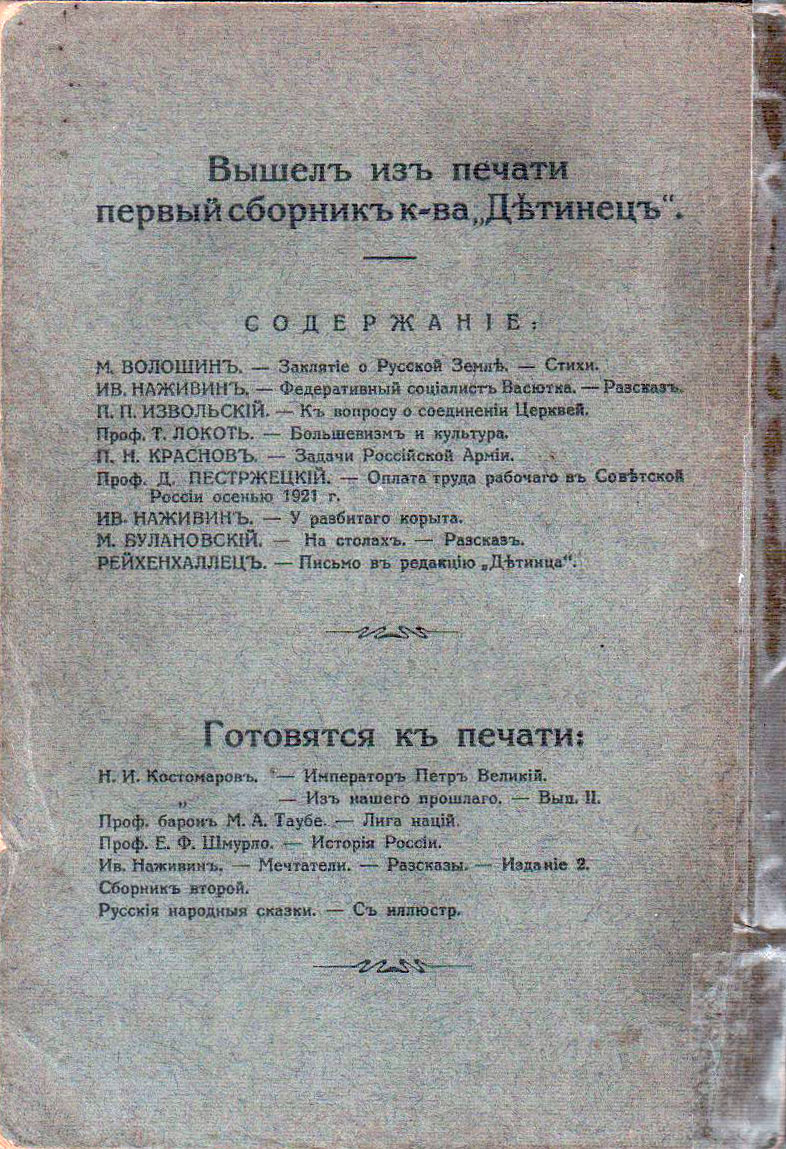 Вышелъ изъ печати
первый сборникъ к-ва „Дѣтинецъ“.
СОДЕРЖАНІЕ:
М. ВОЛОШИНЪ. — Заклятіе о Русской Землѣ. — Стихи.
ИВ. НАЖИВИНЪ. — Федеративный соціалистъ Васютка. — Разсказъ.
П. П. ИЗВОЛЬСКІЙ. — Къ вопросу о соединеніи Церквей.
Проф. Т. ЛОКОТЬ. — Большевизмъ и культура.
П. Н. КРАСНОВЪ. — Задачи Россійской Арміи.
Проф. Д. ПЕСТРЖЕЦКІЙ. — Оплата труда рабочаго въ Совѣтской
Россіи осенью 1921 г.
ИВ. НАЖИВИНЪ. — У разбитаго корыта.
М. БУЛАНОВСКІЙ. — На столахъ. — Разсказъ.
РЕЙХЕНХАЛЛЕЦЪ. — Письмо въ редакцію „Дѣтинца“.
Готовятся къ печати:
Н. И. Костомаровъ. — Императоръ Петръ Великій.
„ — Изъ нашего прошлаго. — Вып. II.
Проф. баронъ М. А. Таубе. — Лига націй.
Проф. Е. Ф. Шмурло. — Исторія Россіи.
Ив. Наживинъ. — Мечтатели. — Разсказы. — Изданіе 2.
Сборникъ второй.
Русскія народныя сказки. — Съ иллюстр.